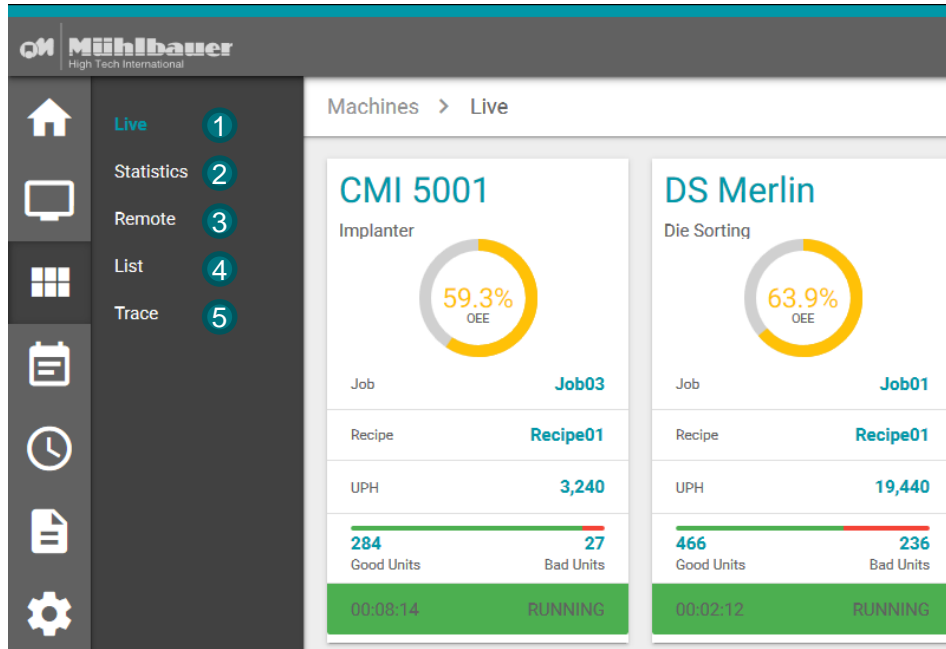 Mühlbauer
High Tech International
Live 1
Statistics 2
Remote 3
List 4
Trace 5
Machines > Live
CMI 5001
Implanter
59.3%
OEE
Job Job03
Recipe Recipe01
UPH 3,240
284 27
Good Units Bad Units
00:08:14 RUNNING
DS Merlin
Die Sorting
63.9%
OEE
Job Job01
Recipe Recipe01
UPH 19,440
466 236
Good Units Bad Units
00:02:12 RUNNING